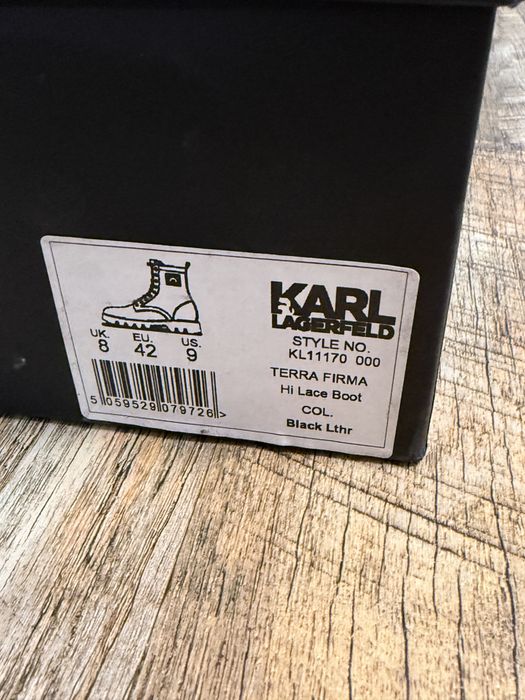 UK. EU. US.
8 42 9
5 059529 079726 >
KARL
LAGERFELD
STYLE NO.
KL11170 000
TERRA FIRMA
Hi Lace Boot
COL.
Black Lthr